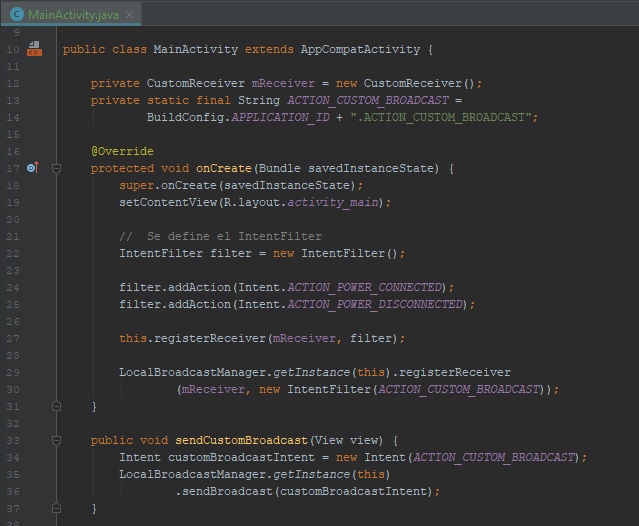 MainActivity.java
9
10 public class MainActivity extends AppCompatActivity {
11
12 private CustomReceiver mReceiver = new CustomReceiver();
13 private static final String ACTION_CUSTOM_BROADCAST =
14 BuildConfig.APPLICATION_ID + ".ACTION_CUSTOM_BROADCAST";
15
16 @Override
17 protected void onCreate(Bundle savedInstanceState) {
18 super.onCreate(savedInstanceState);
19 setContentView(R.layout.activity_main);
20
21 // Se define el IntentFilter
22 IntentFilter filter = new IntentFilter();
23
24 filter.addAction(Intent.ACTION_POWER_CONNECTED);
25 filter.addAction(Intent.ACTION_POWER_DISCONNECTED);
26
27 this.registerReceiver(mReceiver, filter);
28
29 LocalBroadcastManager.getInstance(this).registerReceiver
30 (mReceiver, new IntentFilter(ACTION_CUSTOM_BROADCAST));
31 }
32
33 public void sendCustomBroadcast(View view) {
34 Intent customBroadcastIntent = new Intent(ACTION_CUSTOM_BROADCAST);
35 LocalBroadcastManager.getInstance(this)
36 .sendBroadcast(customBroadcastIntent);
37 }
38